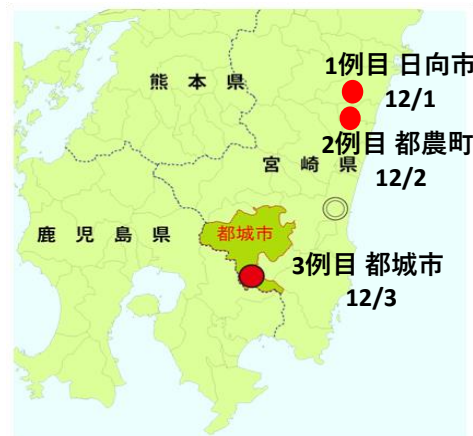 1例目 日向市
12/1
熊本県
2例目 都農町
12/2
宮崎県
鹿児島県
都城市
3例目 都城市
12/3